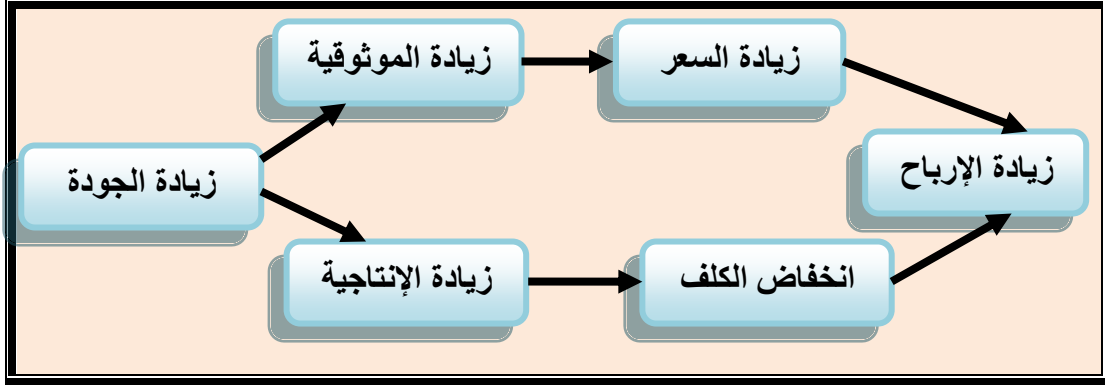 زيادة الموثوقية
زيادة السعر
زيادة الإرباح
زيادة الجودة
زيادة الإنتاجية
انخفاض الكلف